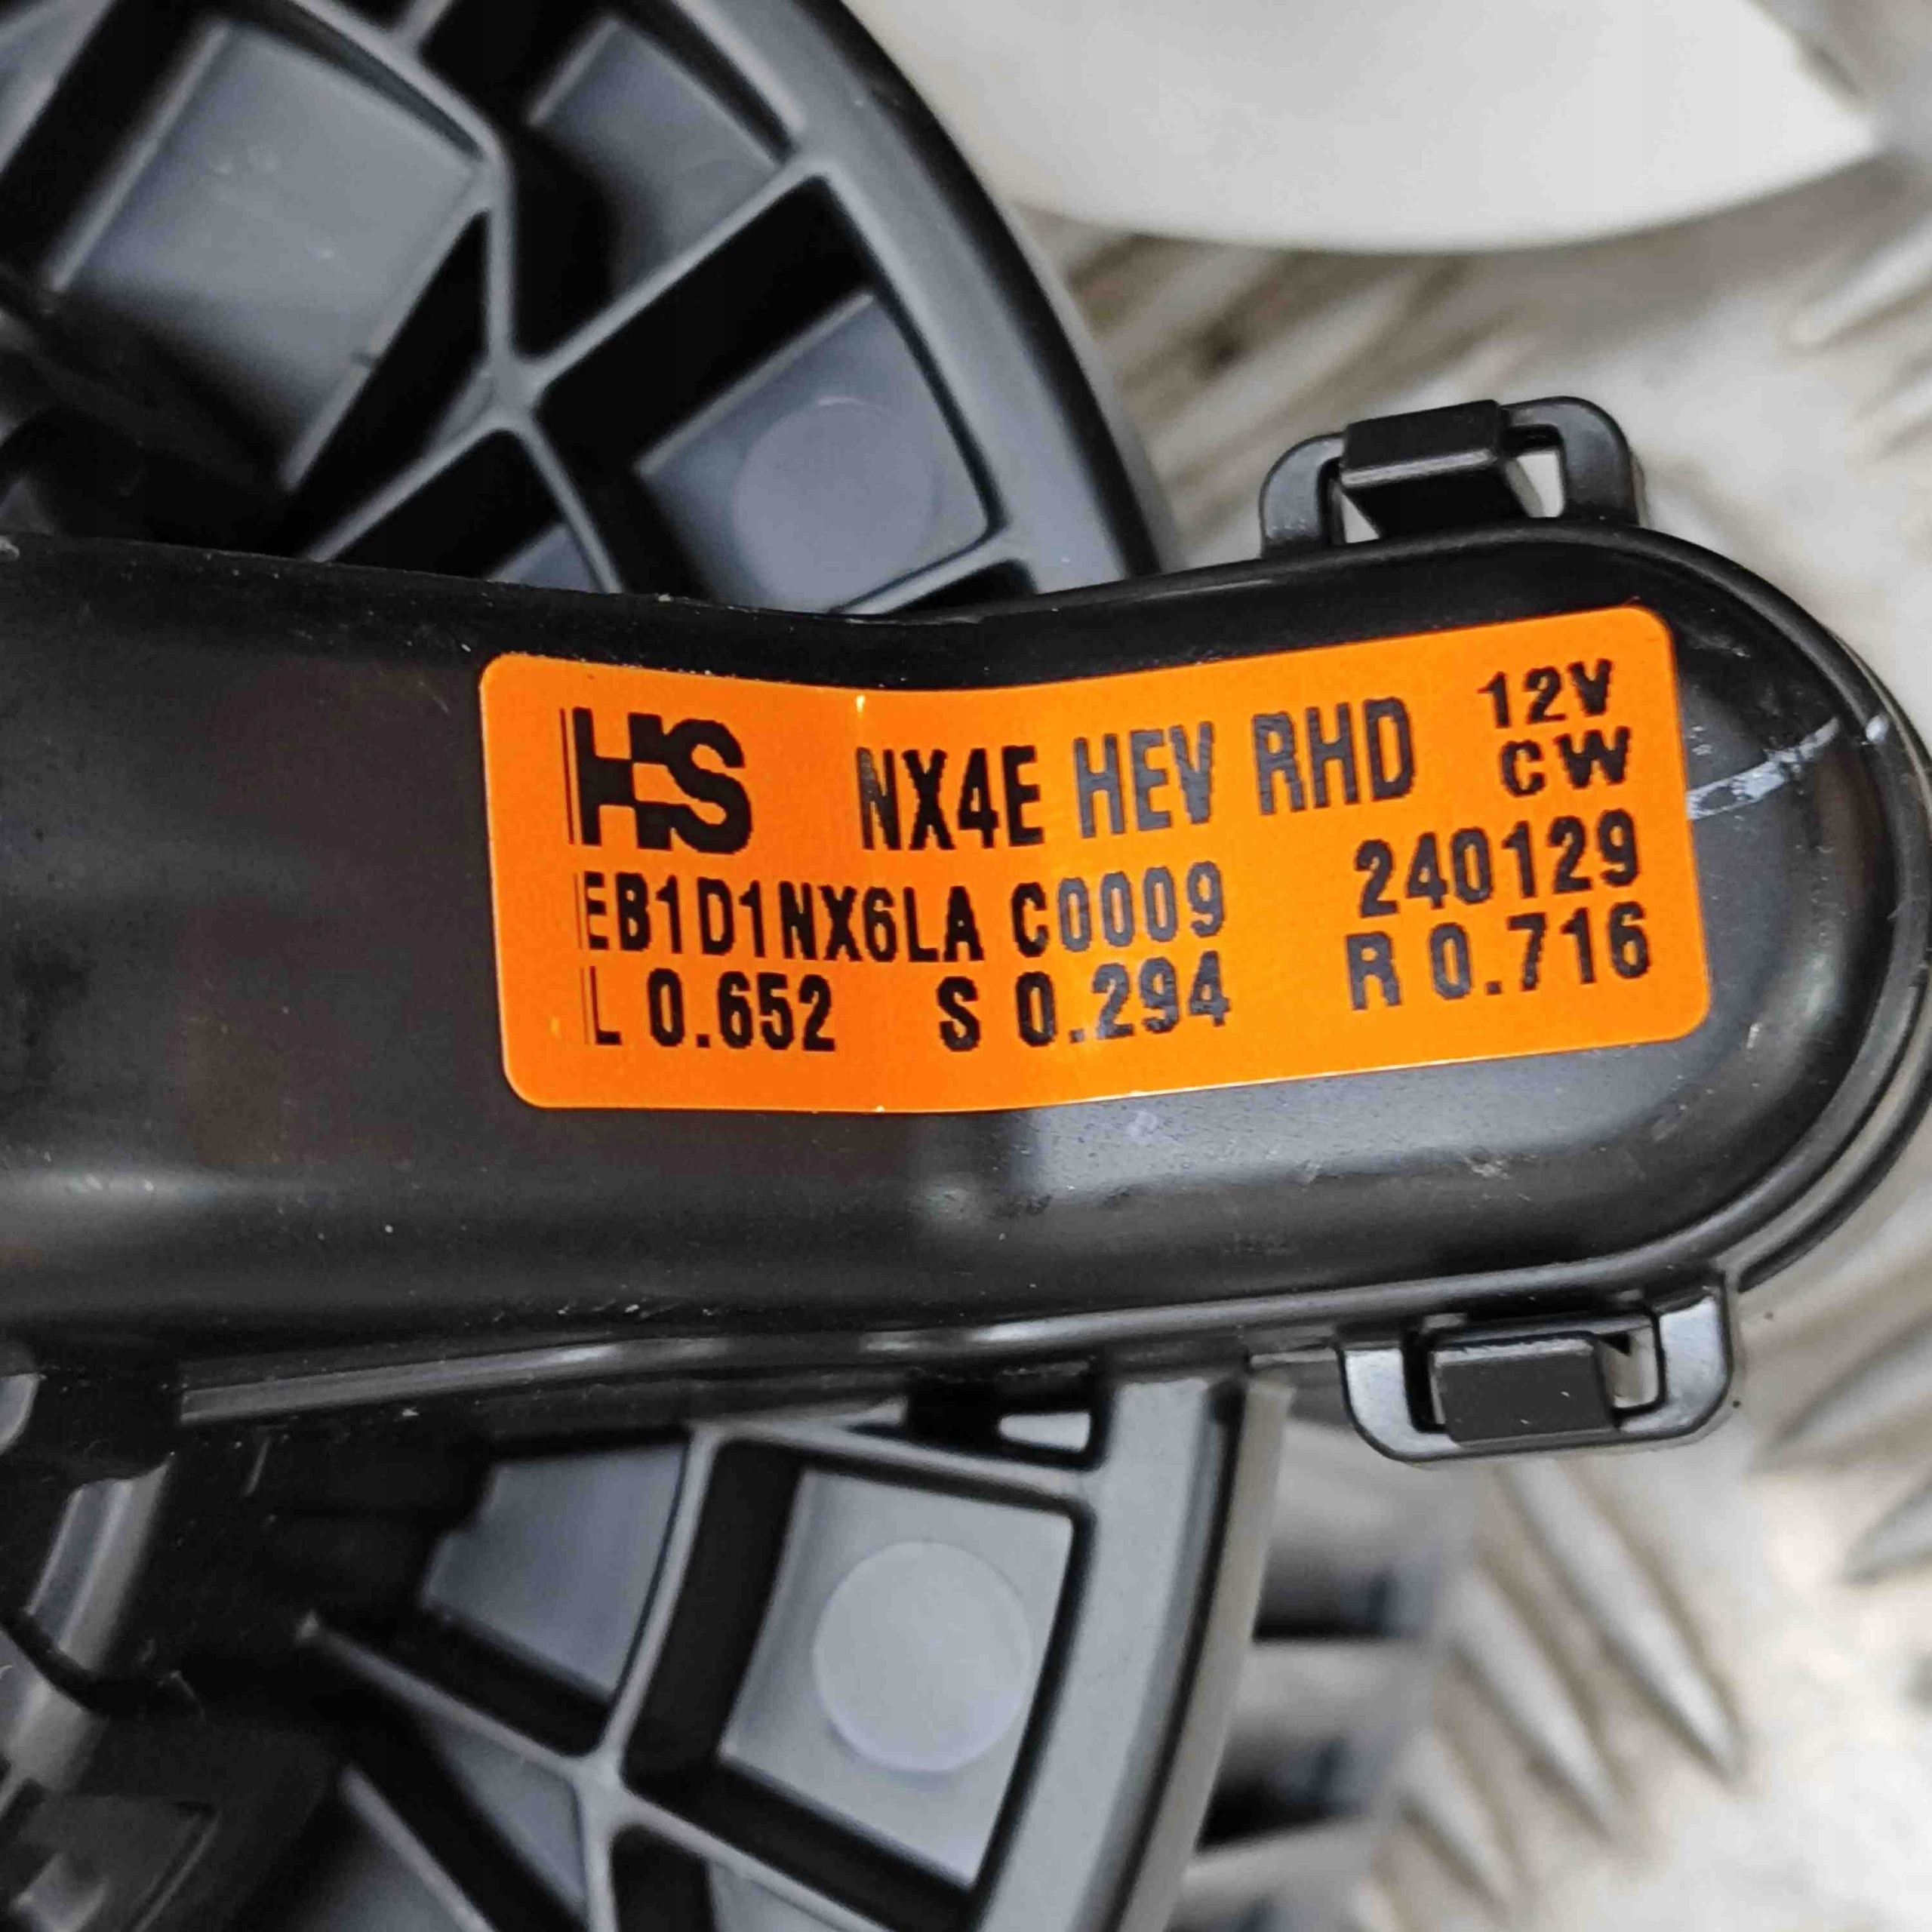 HS NX4E HEV RHD 12V
CW
EB1D1NX6LA C0009 240129
L 0.652 S 0.294 R 0.716